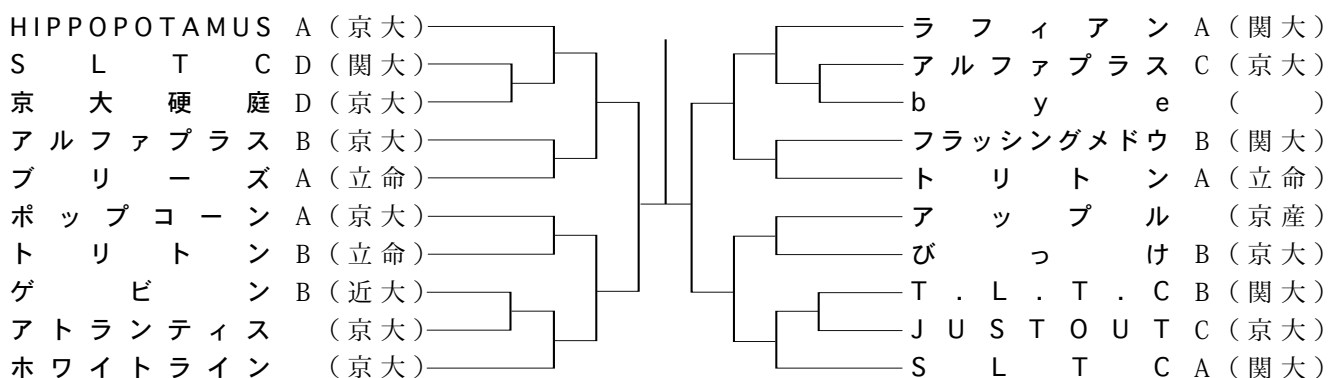 HIPPOPOTAMUS A (京大)
SLTC D (関大)
京大硬庭 D (京大)
アルファプラス B (京大)
ブリーズ A (立命)
ポップコーン A (京大)
トリトン B (立命)
ゲビン B (近大)
アトランティス (京大)
ホワイトライン (京大)
ラフィアン A (関大)
アルファプラス C (京大)
bye ( )
フラッシングメドウ B (関大)
トリトン A (立命)
アップル (京産)
びっけ B (京大)
T.L.T.C B (関大)
JUSTOUT C (京大)
SLTC A (関大)